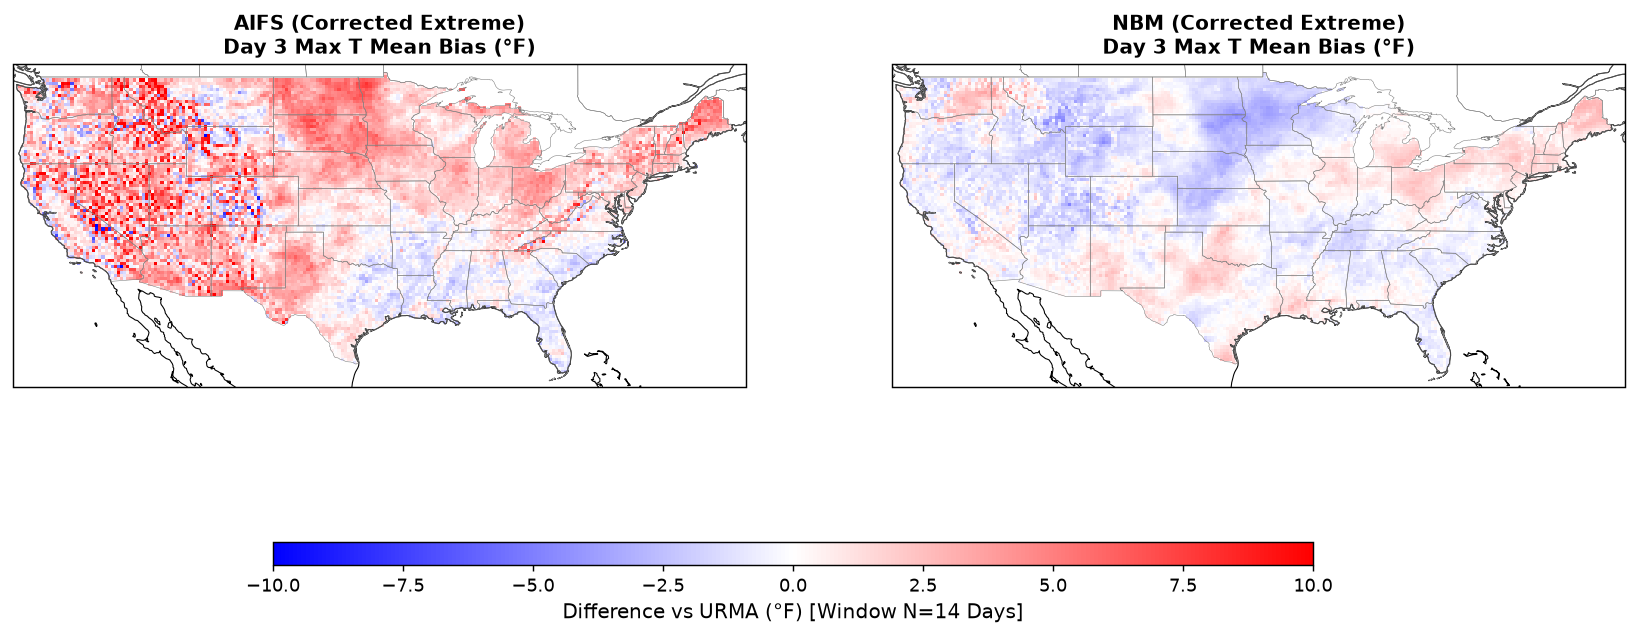 AIFS (Corrected Extreme)
Day 3 Max T Mean Bias (°F)
NBM (Corrected Extreme)
Day 3 Max T Mean Bias (°F)
−10.0 −7.5 −5.0 −2.5 0.0 2.5 5.0 7.5 10.0
Difference vs URMA (°F) [Window N=14 Days]